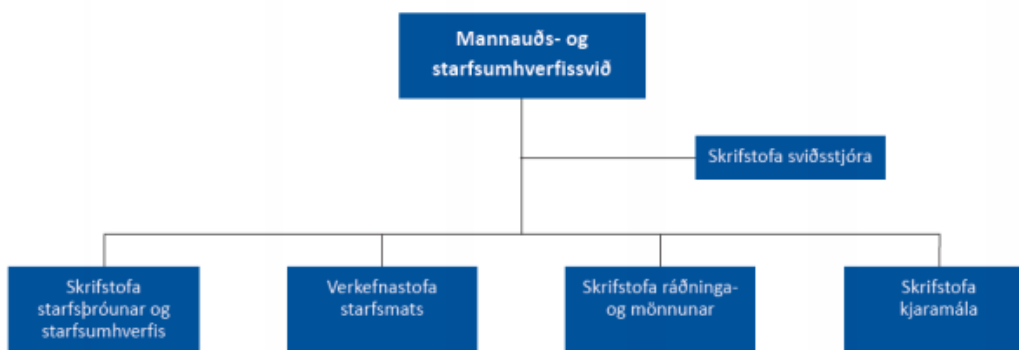 Mannauðs- og
starfsumhverfissvið
Skrifstofa sviðsstjóra
Skrifstofa
starfsþróunar og
starfsumhverfis
Verkefnastofa
starfsmats
Skrifstofa ráðninga-
og mönnunar
Skrifstofa
kjaramála